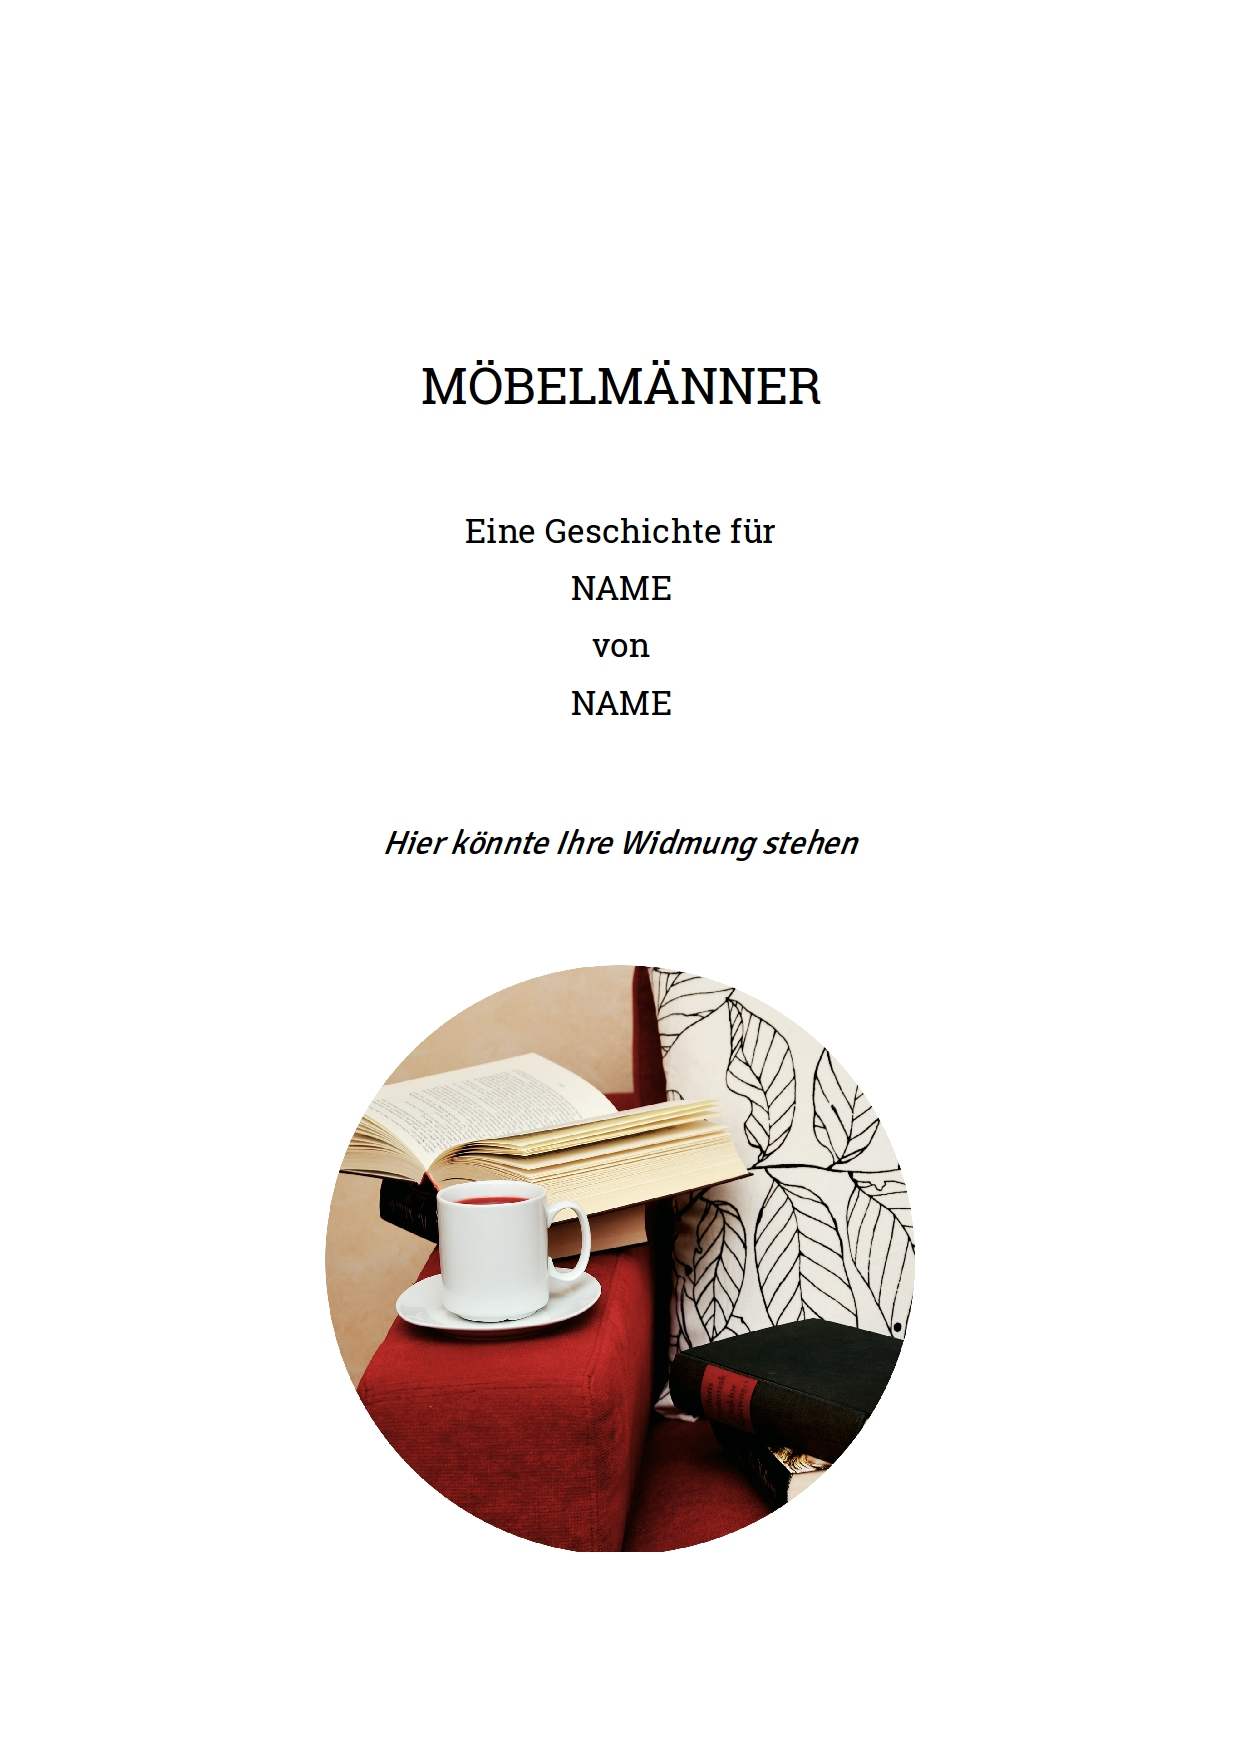 MÖBELMÄNNER
Eine Geschichte für
NAME
von
NAME
Hier könnte Ihre Widmung stehen